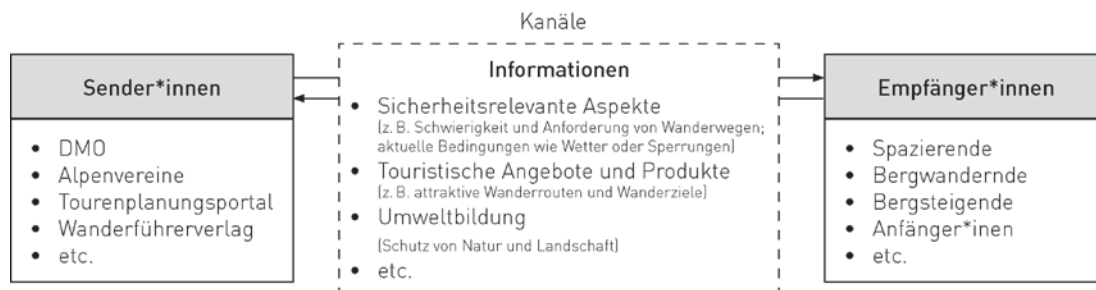 Kanäle
Sender*innen
• DMO
• Alpenvereine
• Tourenplanungsportal
• Wanderführerverlag
• etc.
Informationen
• Sicherheitsrelevante Aspekte
(z. B. Schwierigkeit und Anforderung von Wanderwegen;
aktuelle Bedingungen wie Wetter oder Sperrungen)
• Touristische Angebote und Produkte
(z. B. attraktive Wanderrouten und Wanderziele)
• Umweltbildung
(Schutz von Natur und Landschaft)
• etc.
Empfänger*innen
• Spazierende
• Bergwandernde
• Bergsteigende
• Anfänger*inen
• etc.